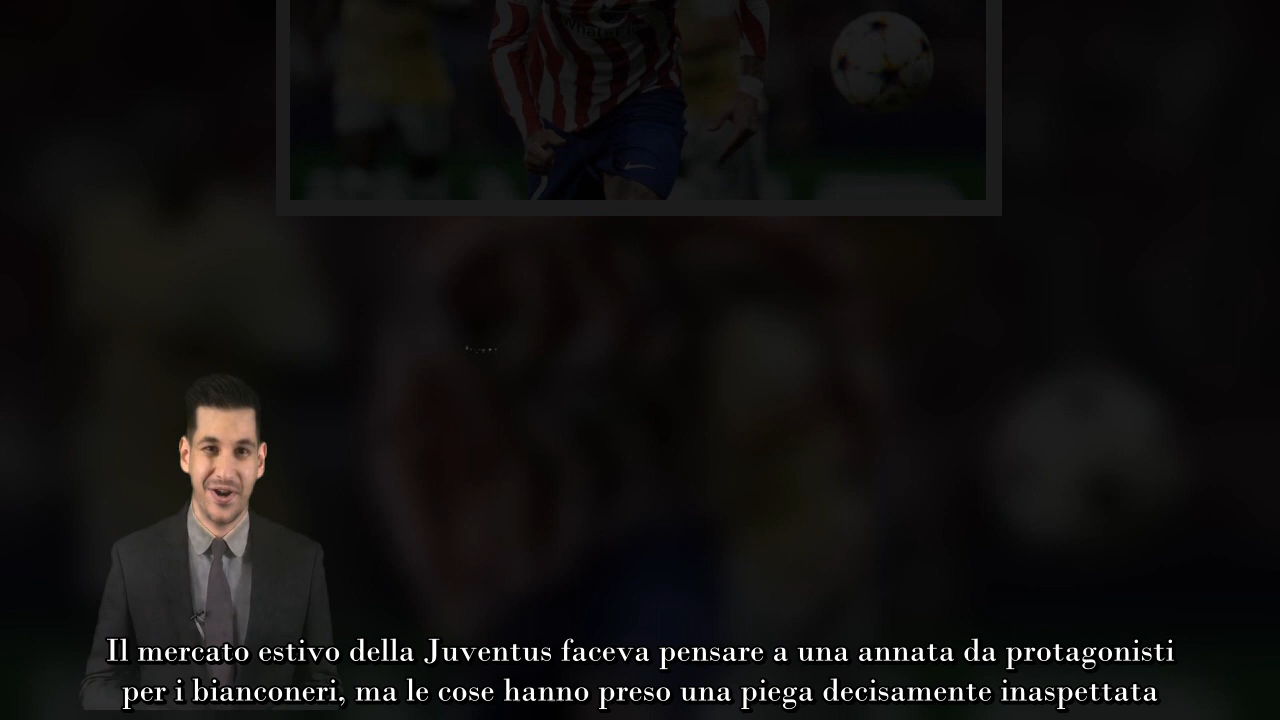 Il mercato estivo della Juventus faceva pensare a una annata da protagonisti
per i bianconeri, ma le cose hanno preso una piega decisamente inaspettata